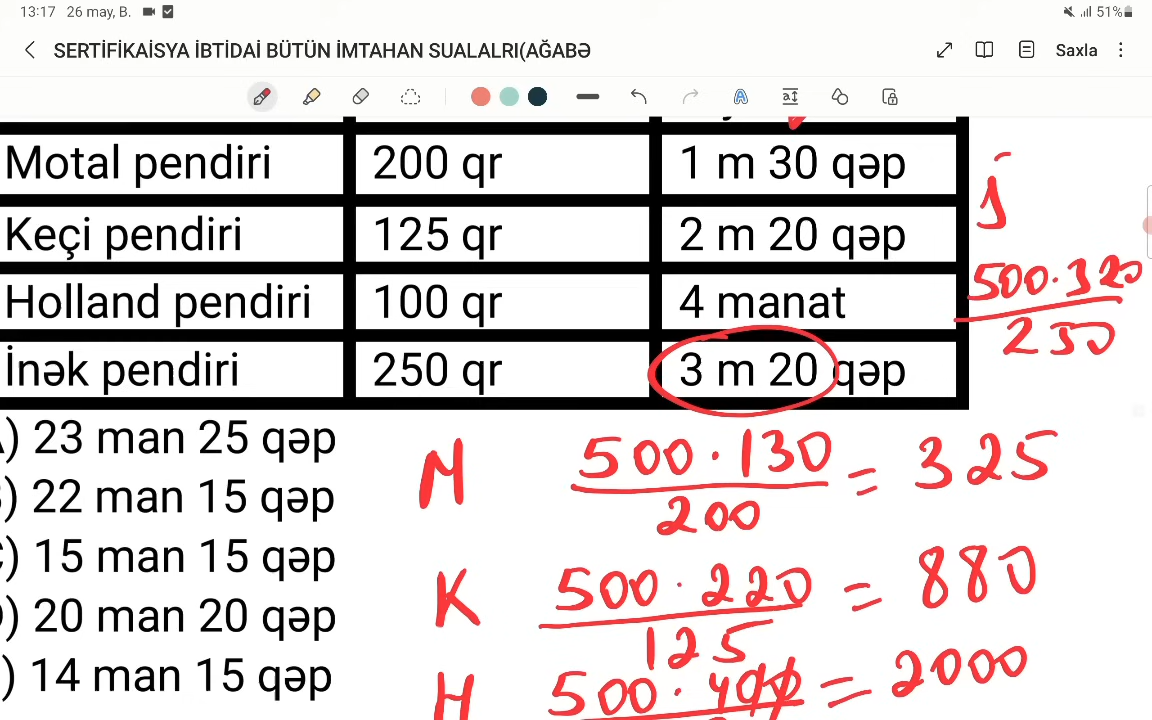 13:17 26 may, B. 51%
SERTİFİKAİSYA İBTİDAİ BÜTÜN İMTAHAN SUALALRI(AĞABƏ
Saxla
Motal pendiri 200 qr 1 m 30 qəp
Keçi pendiri 125 qr 2 m 20 qəp
Holland pendiri 100 qr 4 manat
İnək pendiri 250 qr 3 m 20 qəp
İ
500·320
250
) 23 man 25 qəp
) 22 man 15 qəp
) 15 man 15 qəp
) 20 man 20 qəp
) 14 man 15 qəp
M 500·130 = 325
200
K 500·220 = 880
125
H 500·400 = 2000